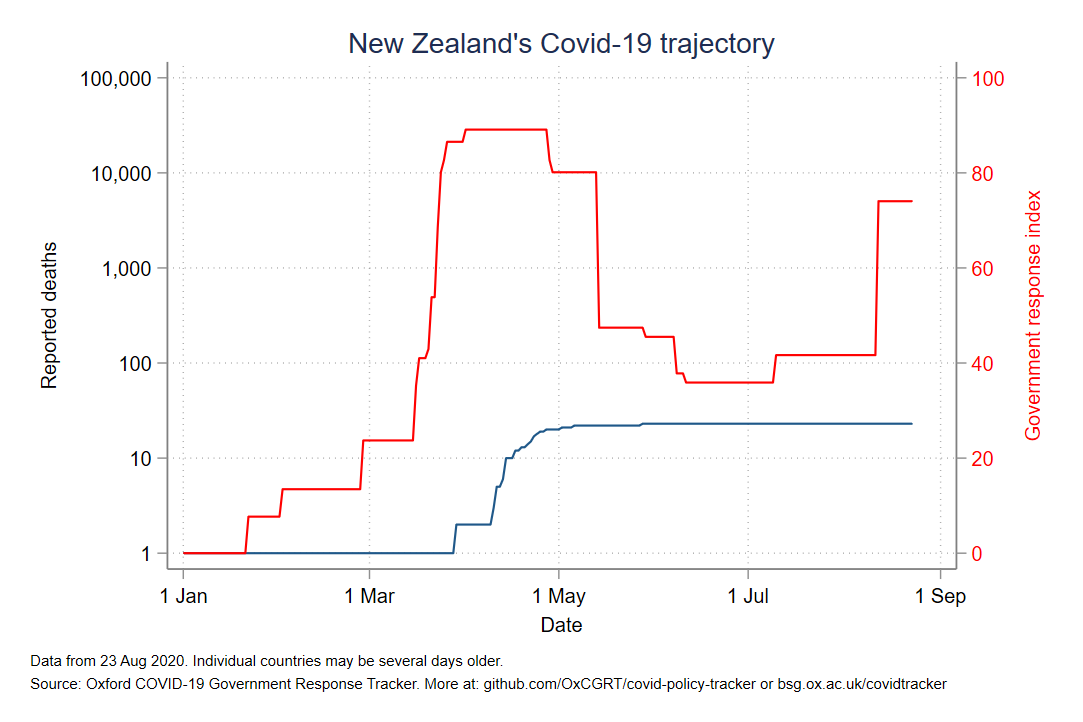 New Zealand's Covid-19 trajectory
100,000
10,000
1,000
100
10
1
Reported deaths
100
80
60
40
20
0
Government response index
1 Jan 1 Mar 1 May 1 Jul 1 Sep
Date
Data from 23 Aug 2020. Individual countries may be several days older.
Source: Oxford COVID-19 Government Response Tracker. More at: github.com/OxCGRT/covid-policy-tracker or bsg.ox.ac.uk/covidtracker